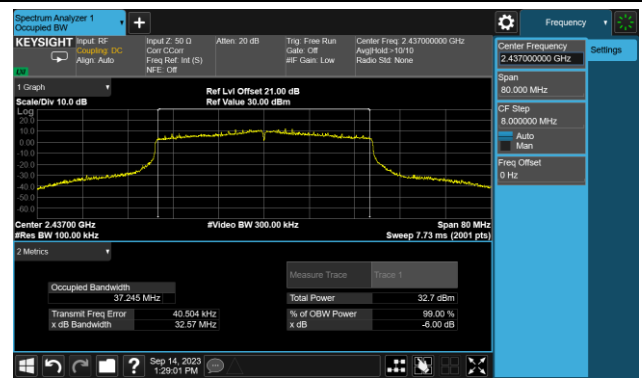 Spectrum Analyzer 1
Occupied BW
Frequency
KEYSIGHT
Input: RF
Coupling: DC
Align: Auto
Input Z: 50 Ω
Corr CCorr
Freq Ref: Int (S)
NFE: Off
Atten: 20 dB
Trig: Free Run
Gate: Off
#IF Gain: Low
Center Freq: 2.437000000 GHz
Avg|Hold:>10/10
Radio Std: None
LW
Center Frequency
2.437000000 GHz
Settings
Span
80.000 MHz
CF Step
8.000000 MHz
Auto
Man
Freq Offset
0 Hz
1 Graph
Scale/Div 10.0 dB
Ref Lvl Offset 21.00 dB
Ref Value 30.00 dBm
Log
20.0
10.0
0.00
-10.0
-20.0
-30.0
-40.0
-50.0
-60.0
Center 2.43700 GHz
#Res BW 100.00 kHz
#Video BW 300.00 kHz
Span 80 MHz
Sweep 7.73 ms (2001 pts)
2 Metrics
Measure Trace
Trace 1
Occupied Bandwidth
37.245 MHz
Total Power
32.7 dBm
Transmit Freq Error
40.504 kHz
% of OBW Power
99.00 %
x dB Bandwidth
32.57 MHz
x dB
-6.00 dB
?
Sep 14, 2023
1:29:01 PM